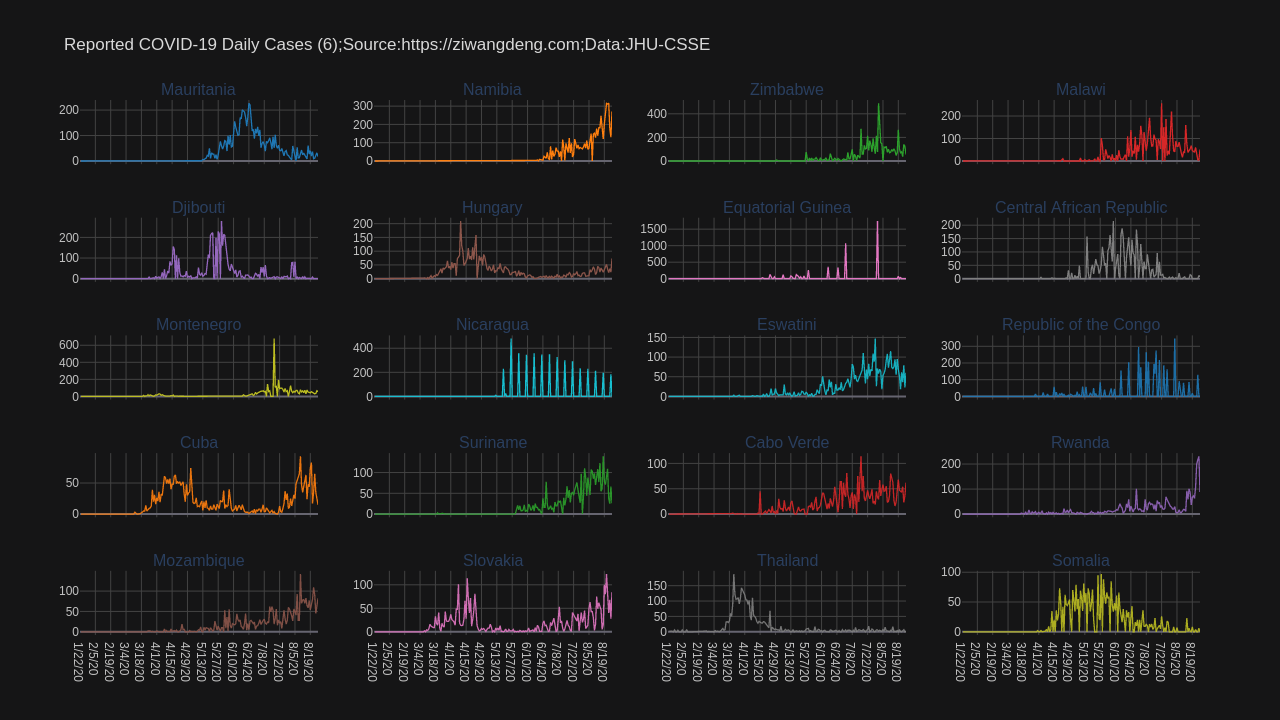 Reported COVID-19 Daily Cases (6);Source:https://ziwangdeng.com;Data:JHU-CSSE
Mauritania Namibia Zimbabwe Malawi
200 100 0 300 200 100 0 400 200 0 200 100 0
Djibouti Hungary Equatorial Guinea Central African Republic
200 100 0 200 150 100 50 0 1500 1000 500 0 200 150 100 50 0
Montenegro Nicaragua Eswatini Republic of the Congo
600 400 200 0 400 200 0 150 100 50 0 300 200 100 0
Cuba Suriname Cabo Verde Rwanda
50 0 100 50 0 100 50 0 200 100 0
Mozambique Slovakia Thailand Somalia
100 50 0 100 50 0 150 100 50 0 100 50 0
1/22/20 2/5/20 2/19/20 3/4/20 3/18/20 4/1/20 4/15/20 4/29/20 5/13/20 5/27/20 6/10/20 6/24/20 7/8/20 7/22/20 8/5/20 8/19/20
1/22/20 2/5/20 2/19/20 3/4/20 3/18/20 4/1/20 4/15/20 4/29/20 5/13/20 5/27/20 6/10/20 6/24/20 7/8/20 7/22/20 8/5/20 8/19/20
1/22/20 2/5/20 2/19/20 3/4/20 3/18/20 4/1/20 4/15/20 4/29/20 5/13/20 5/27/20 6/10/20 6/24/20 7/8/20 7/22/20 8/5/20 8/19/20
1/22/20 2/5/20 2/19/20 3/4/20 3/18/20 4/1/20 4/15/20 4/29/20 5/13/20 5/27/20 6/10/20 6/24/20 7/8/20 7/22/20 8/5/20 8/19/20